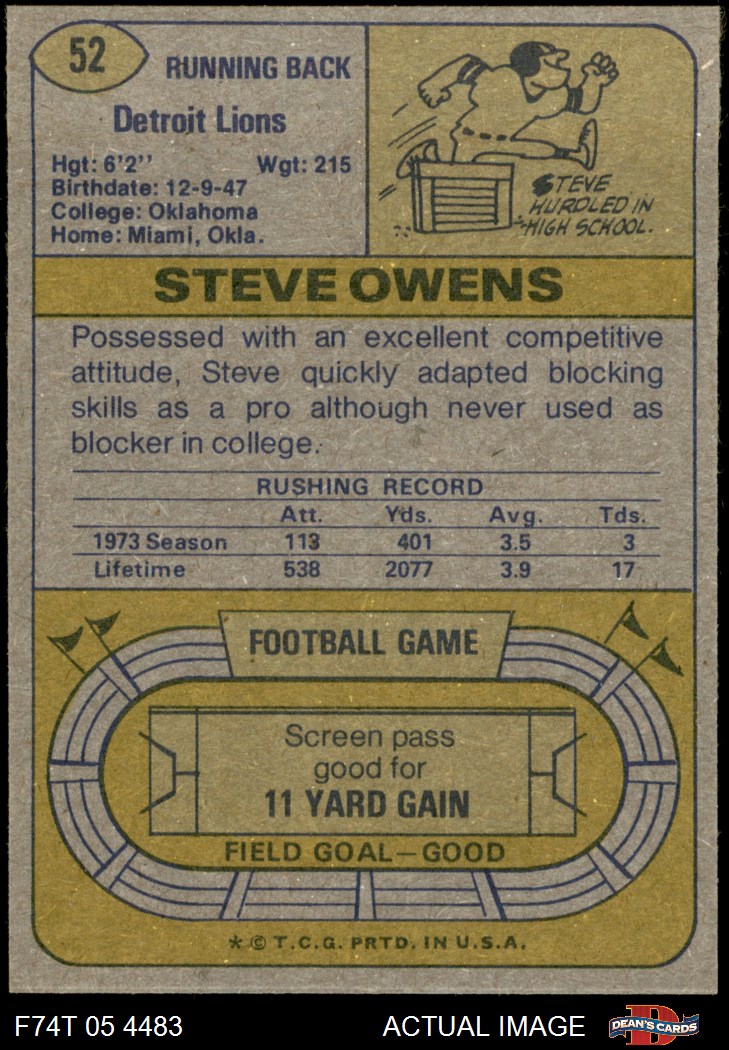 52
RUNNING BACK
Detroit Lions
Hgt: 6'2''   Wgt: 215
Birthdate: 12-9-47
College: Oklahoma
Home: Miami, Okla.
STEVE
HURDLED IN
HIGH SCHOOL.
STEVE OWENS
Possessed with an excellent competitive
attitude, Steve quickly adapted blocking
skills as a pro although never used as
blocker in college.
RUSHING RECORD
Att. Yds. Avg. Tds.
1973 Season 113 401 3.5 3
Lifetime 538 2077 3.9 17
FOOTBALL GAME
Screen pass
good for
11 YARD GAIN
FIELD GOAL—GOOD
* © T.C.G. PRTD. IN U.S.A.
F74T 05 4483 ACTUAL IMAGE D DEAN'S CARDS